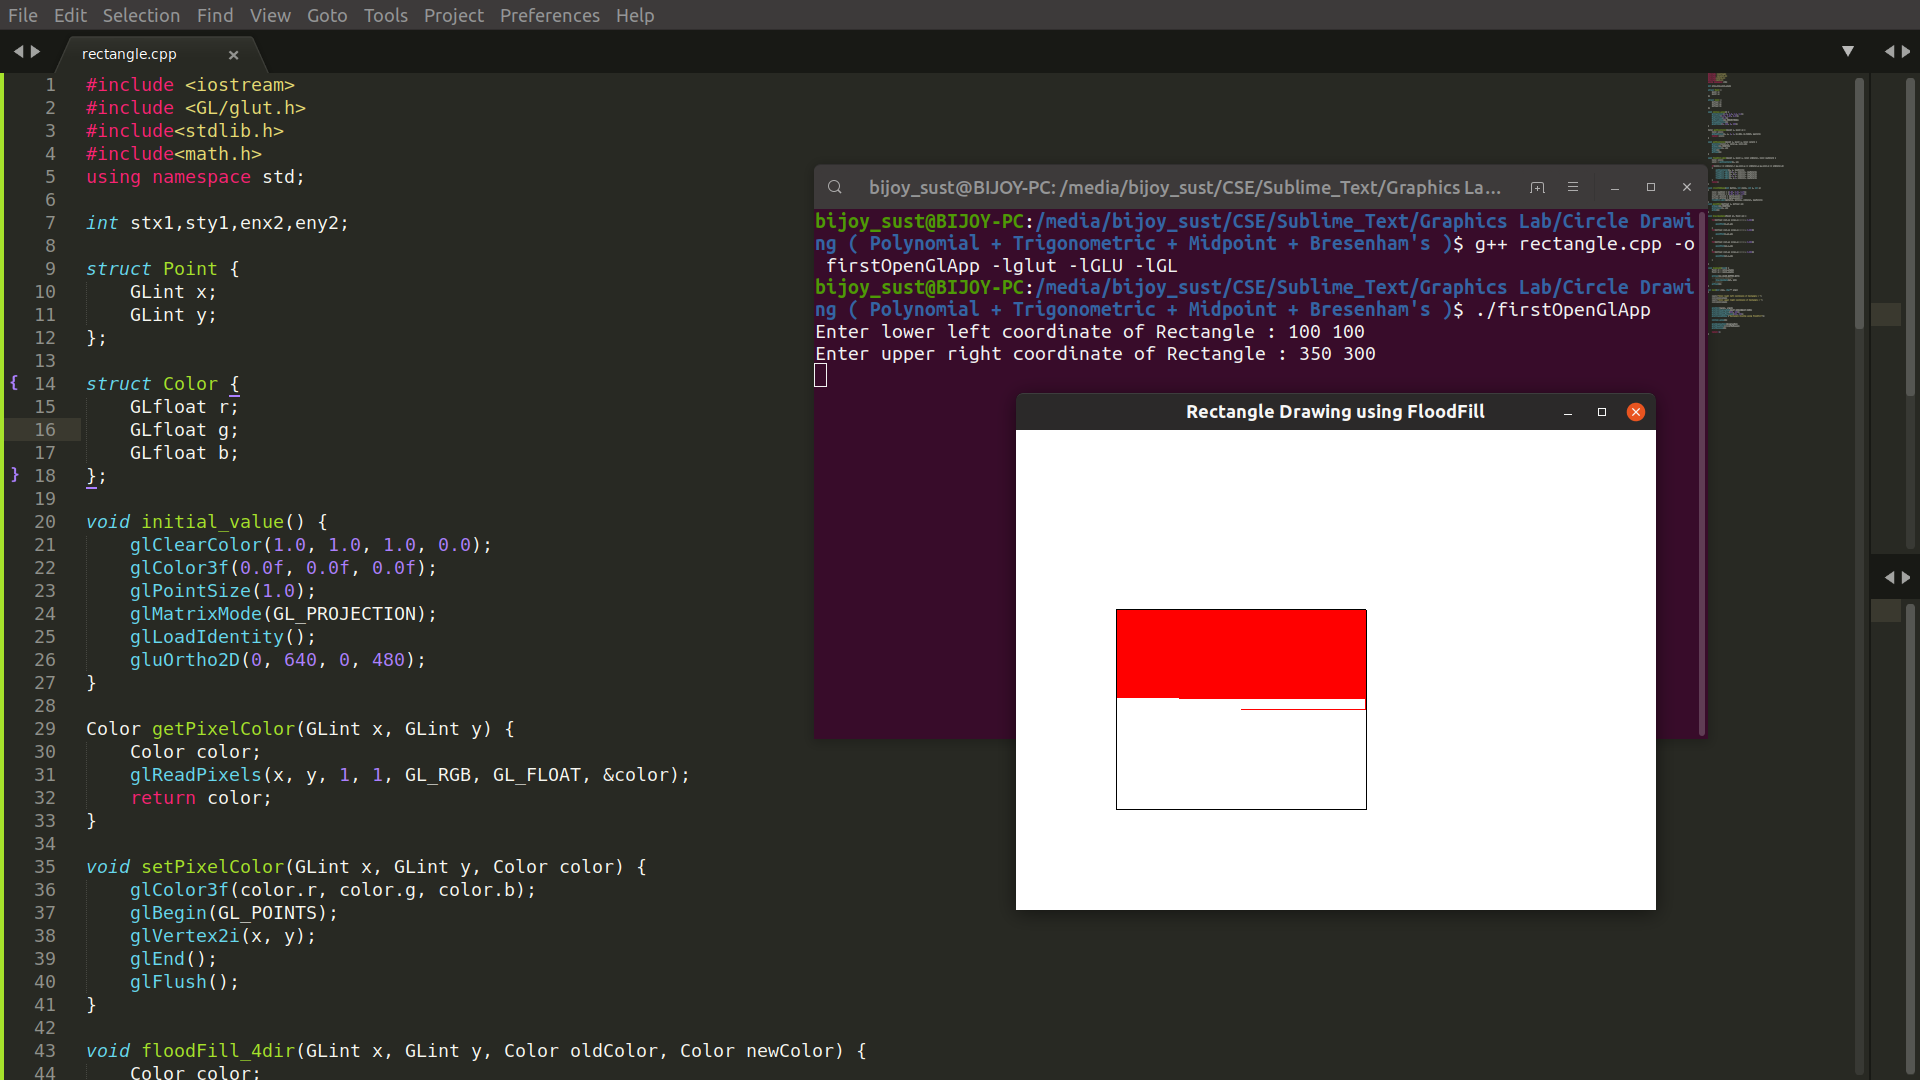 File Edit Selection Find View Goto Tools Project Preferences Help
rectangle.cpp
1 #include <iostream>
2 #include <GL/glut.h>
3 #include<stdlib.h>
4 #include<math.h>
5 using namespace std;
6
7 int stx1,sty1,enx2,eny2;
8
9 struct Point {
10 GLint x;
11 GLint y;
12 };
13
14 struct Color {
15 GLfloat r;
16 GLfloat g;
17 GLfloat b;
18 };
19
20 void initial_value() {
21 glClearColor(1.0, 1.0, 1.0, 0.0);
22 glColor3f(0.0f, 0.0f, 0.0f);
23 glPointSize(1.0);
24 glMatrixMode(GL_PROJECTION);
25 glLoadIdentity();
26 gluOrtho2D(0, 640, 0, 480);
27 }
28
29 Color getPixelColor(GLint x, GLint y) {
30 Color color;
31 glReadPixels(x, y, 1, 1, GL_RGB, GL_FLOAT, &color);
32 return color;
33 }
34
35 void setPixelColor(GLint x, GLint y, Color color) {
36 glColor3f(color.r, color.g, color.b);
37 glBegin(GL_POINTS);
38 glVertex2i(x, y);
39 glEnd();
40 glFlush();
41 }
42
43 void floodFill_4dir(GLint x, GLint y, Color oldColor, Color newColor) {
44 Color color;
bijoy_sust@BIJOY-PC: /media/bijoy_sust/CSE/Sublime_Text/Graphics La...
bijoy_sust@BIJOY-PC:/media/bijoy_sust/CSE/Sublime_Text/Graphics Lab/Circle Drawi
ng ( Polynomial + Trigonometric + Midpoint + Bresenham's )$ g++ rectangle.cpp -o
firstOpenGlApp -lglut -lGLU -lGL
bijoy_sust@BIJOY-PC:/media/bijoy_sust/CSE/Sublime_Text/Graphics Lab/Circle Drawi
ng ( Polynomial + Trigonometric + Midpoint + Bresenham's )$ ./firstOpenGlApp
Enter lower left coordinate of Rectangle : 100 100
Enter upper right coordinate of Rectangle : 350 300
Rectangle Drawing using FloodFill